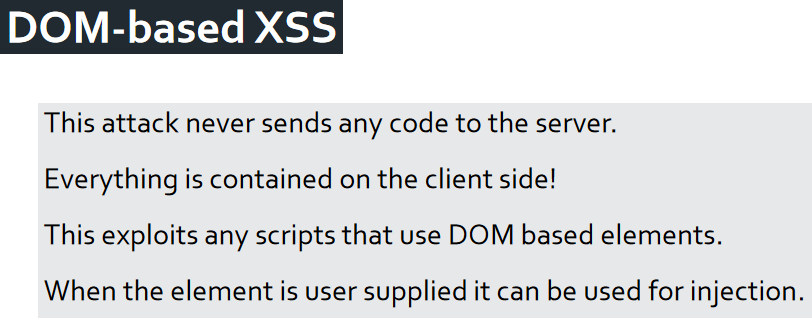 DOM-based XSS
This attack never sends any code to the server.
Everything is contained on the client side!
This exploits any scripts that use DOM based elements.
When the element is user supplied it can be used for injection.